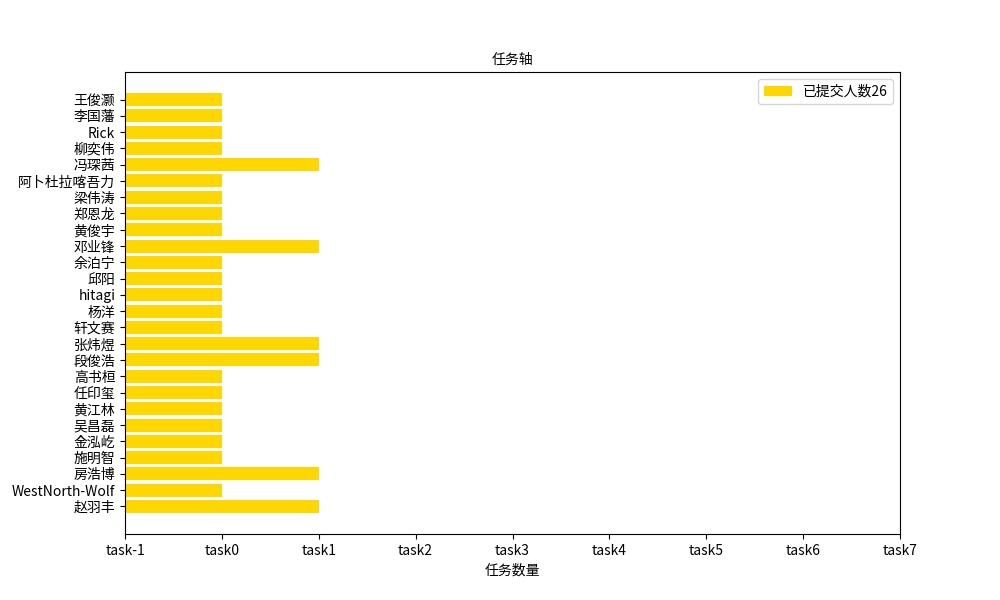 任务轴
已提交人数26
王俊灏
李国藩
Rick
柳奕伟
冯琛茜
阿卜杜拉喀吾力
梁伟涛
郑恩龙
黄俊宇
邓业锋
余泊宁
邱阳
hitagi
杨洋
轩文赛
张炜煜
段俊浩
高书桓
任印玺
黄江林
吴昌磊
金泓屹
施明智
房浩博
WestNorth-Wolf
赵羽丰
task-1 task0 task1 task2 task3 task4 task5 task6 task7
任务数量